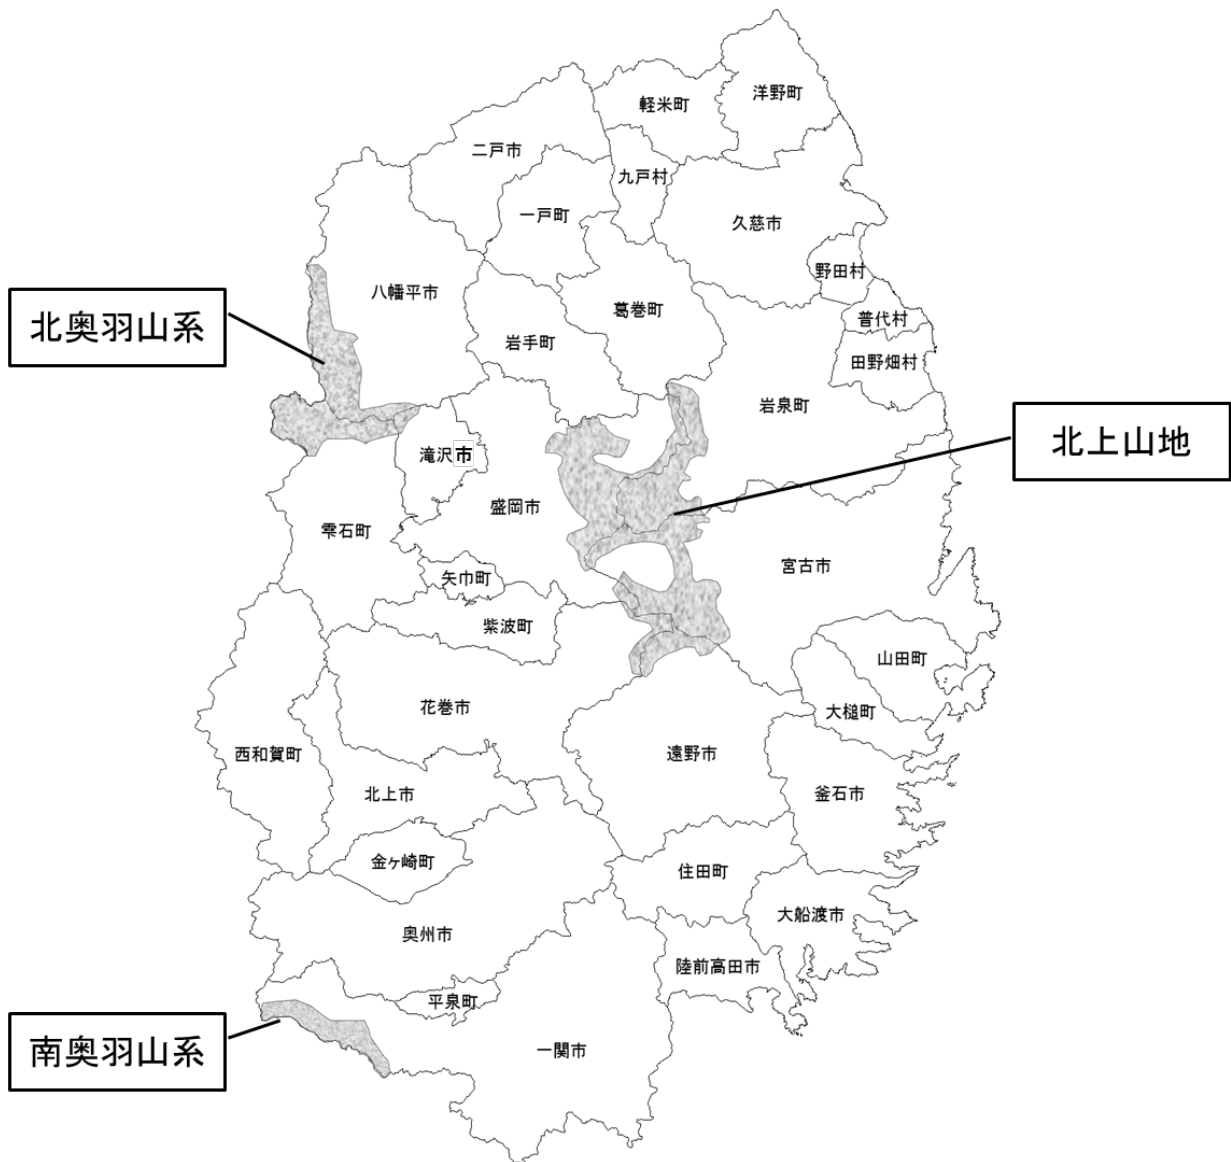 洋野町
軽米町
二戸市
九戸村
一戸町
久慈市
野田村
八幡平市
葛巻町
普代村
北奥羽山系
岩手町
田野畑村
岩泉町
北上山地
滝沢市
盛岡市
雫石町
宮古市
矢巾町
紫波町
山田町
花巻市
大槌町
西和賀町
遠野市
北上市
釜石市
金ヶ崎町
住田町
大船渡市
奥州市
陸前高田市
平泉町
南奥羽山系
一関市